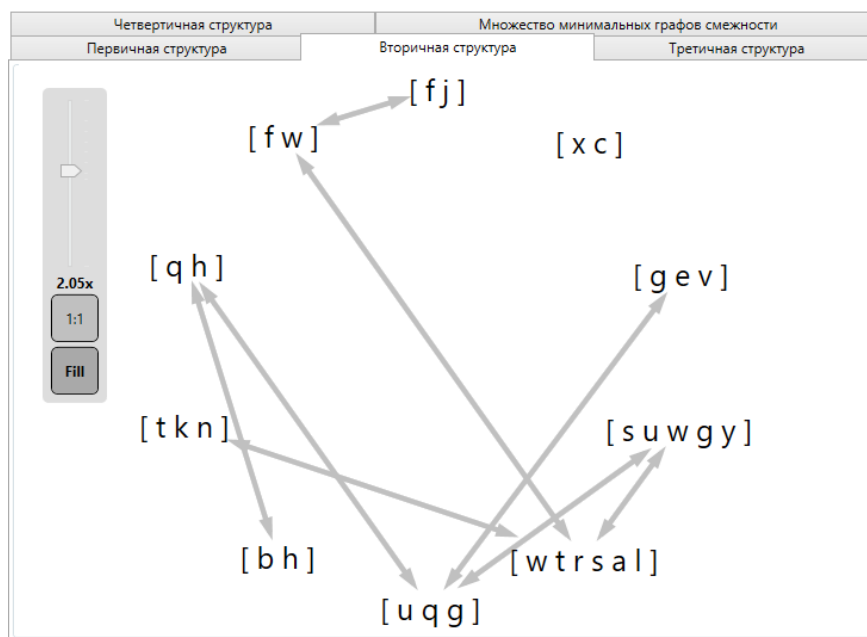 Четвертичная структура Множество минимальных графов смежности
Первичная структура Вторичная структура Третичная структура
[ f j ]
[ f w ]
[ x c ]
[ q h ]
[ g e v ]
2.05x
1:1
Fill
[ t k n ]
[ s u w g y ]
[ b h ]
[ w t r s a l ]
[ u q g ]